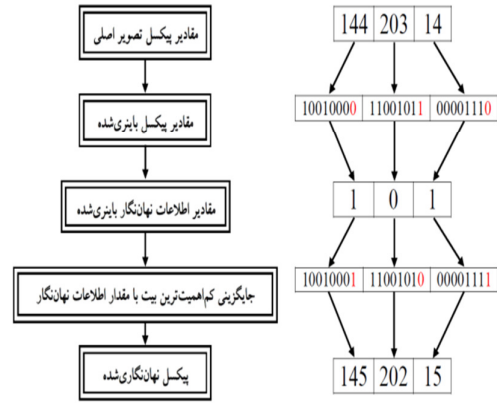 مقادیر پیکسل تصویر اصلی
144 203 14
مقادیر پیکسل باینری‌شده
10010000 11001011 00001110
مقادیر اطلاعات نهان‌نگار باینری‌شده
1 0 1
جایگزینی کم‌اهمیت‌ترین بیت با مقدار اطلاعات نهان‌نگار
10010001 11001010 00001111
پیکسل نهان‌نگاری‌شده
145 202 15